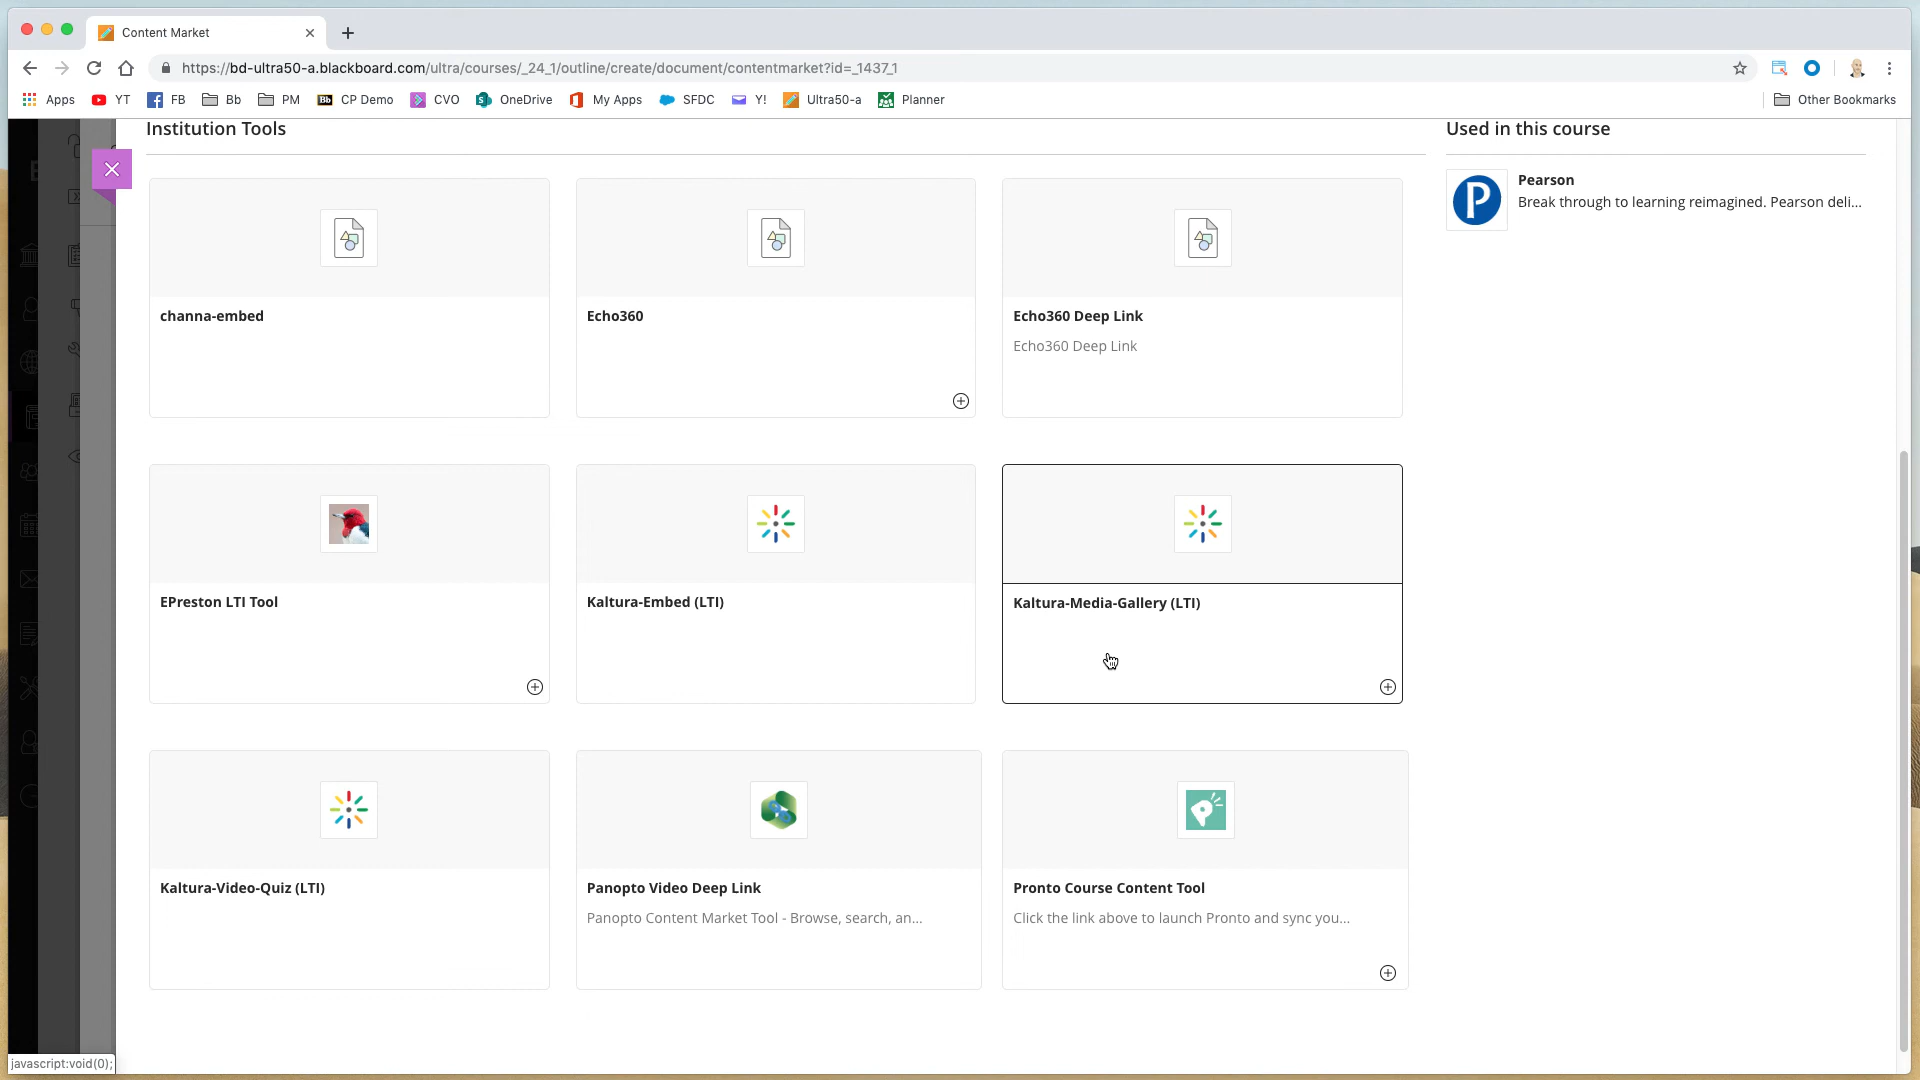 Content Market
https://bd-ultra50-a.blackboard.com/ultra/courses/_24_1/outline/create/document/contentmarket?id=_1437_1
Apps YT FB Bb PM Bb CP Demo CVO OneDrive My Apps SFDC Y! Ultra50-a Planner Other Bookmarks
Institution Tools
Used in this course
Pearson
Break through to learning reimagined. Pearson deli...
channa-embed
Echo360
Echo360 Deep Link
Echo360 Deep Link
EPreston LTI Tool
Kaltura-Embed (LTI)
Kaltura-Media-Gallery (LTI)
Kaltura-Video-Quiz (LTI)
Panopto Video Deep Link
Panopto Content Market Tool - Browse, search, an...
Pronto Course Content Tool
Click the link above to launch Pronto and sync you...
javascript:void(0);